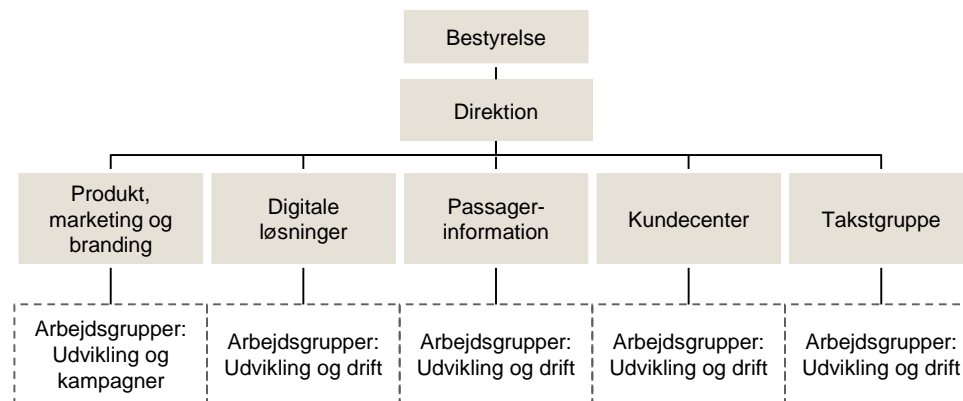 Bestyrelse
Direktion
Produkt,
marketing og
branding
Digitale
løsninger
Passager-
information
Kundecenter
Takstgruppe
Arbejdsgrupper:
Udvikling og
kampagner
Arbejdsgrupper:
Udvikling og drift
Arbejdsgrupper:
Udvikling og drift
Arbejdsgrupper:
Udvikling og drift
Arbejdsgrupper:
Udvikling og drift